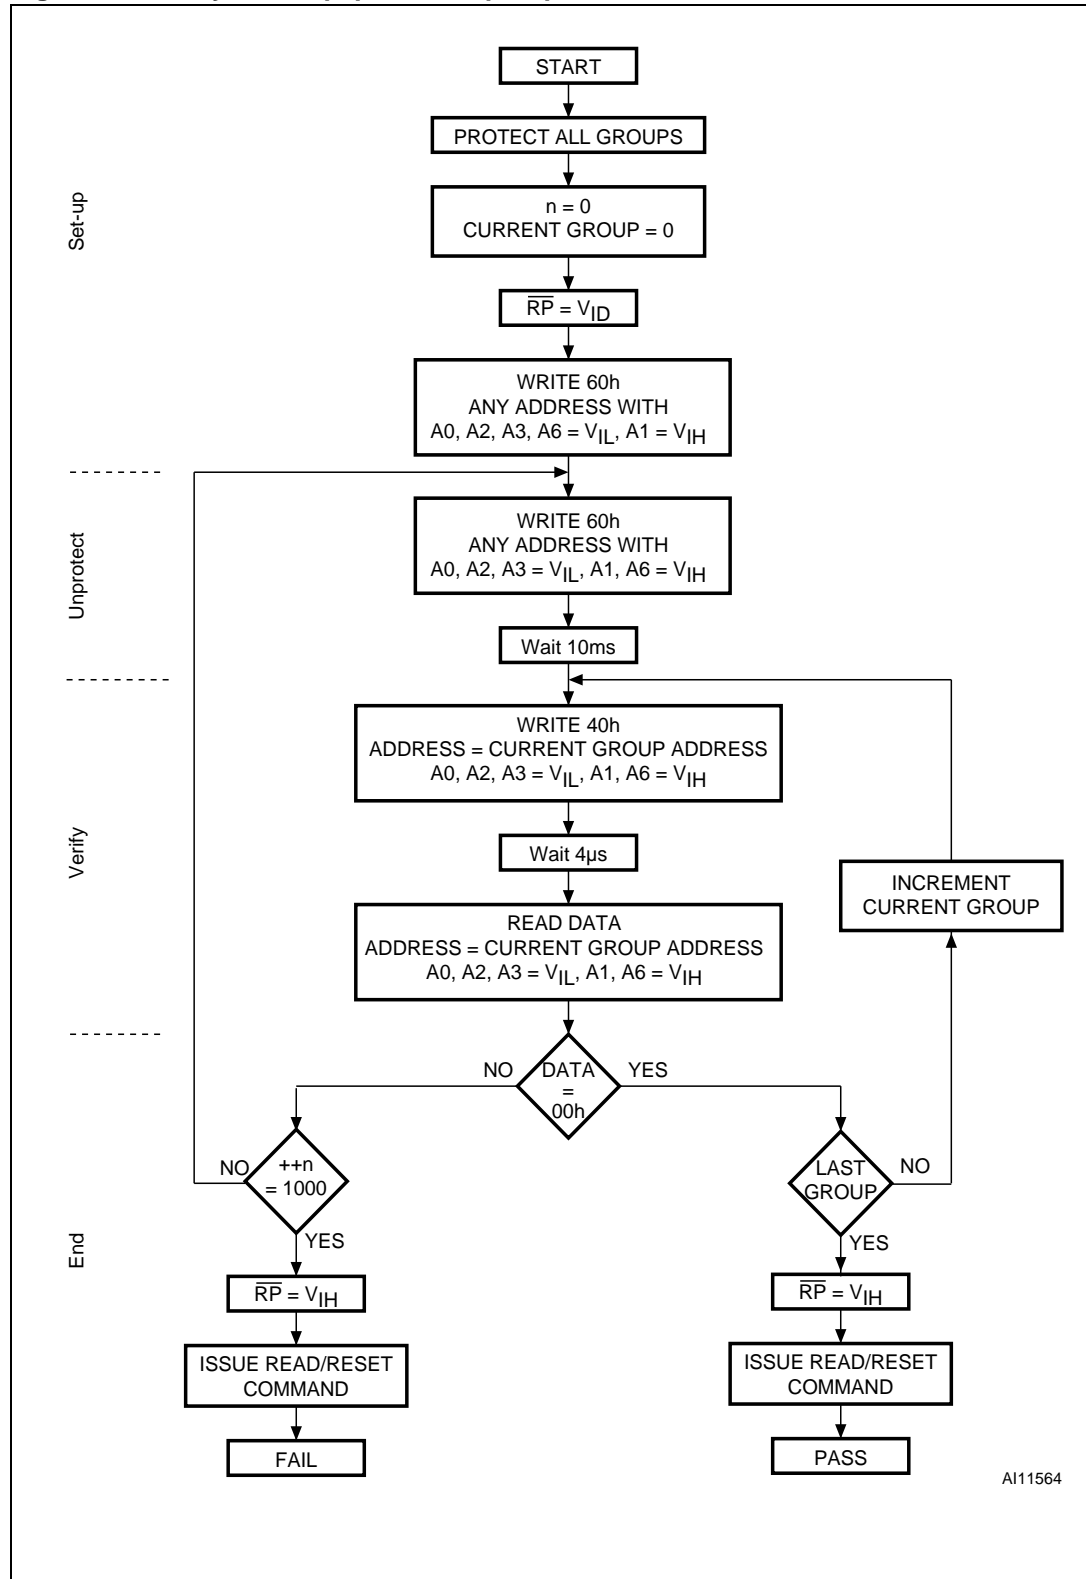 START
PROTECT ALL GROUPS
Set-up
n = 0
CURRENT GROUP = 0
RP = VID
WRITE 60h
ANY ADDRESS WITH
A0, A2, A3, A6 = VIL, A1 = VIH
Unprotect
WRITE 60h
ANY ADDRESS WITH
A0, A2, A3 = VIL, A1, A6 = VIH
Wait 10ms
Verify
WRITE 40h
ADDRESS = CURRENT GROUP ADDRESS
A0, A2, A3 = VIL, A1, A6 = VIH
Wait 4µs
INCREMENT
CURRENT GROUP
READ DATA
ADDRESS = CURRENT GROUP ADDRESS
A0, A2, A3 = VIL, A1, A6 = VIH
End
NO
DATA
=
00h
YES
NO
++n
= 1000
YES
LAST
GROUP
NO
YES
RP = VIH
ISSUE READ/RESET
COMMAND
FAIL
RP = VIH
ISSUE READ/RESET
COMMAND
PASS
AI11564